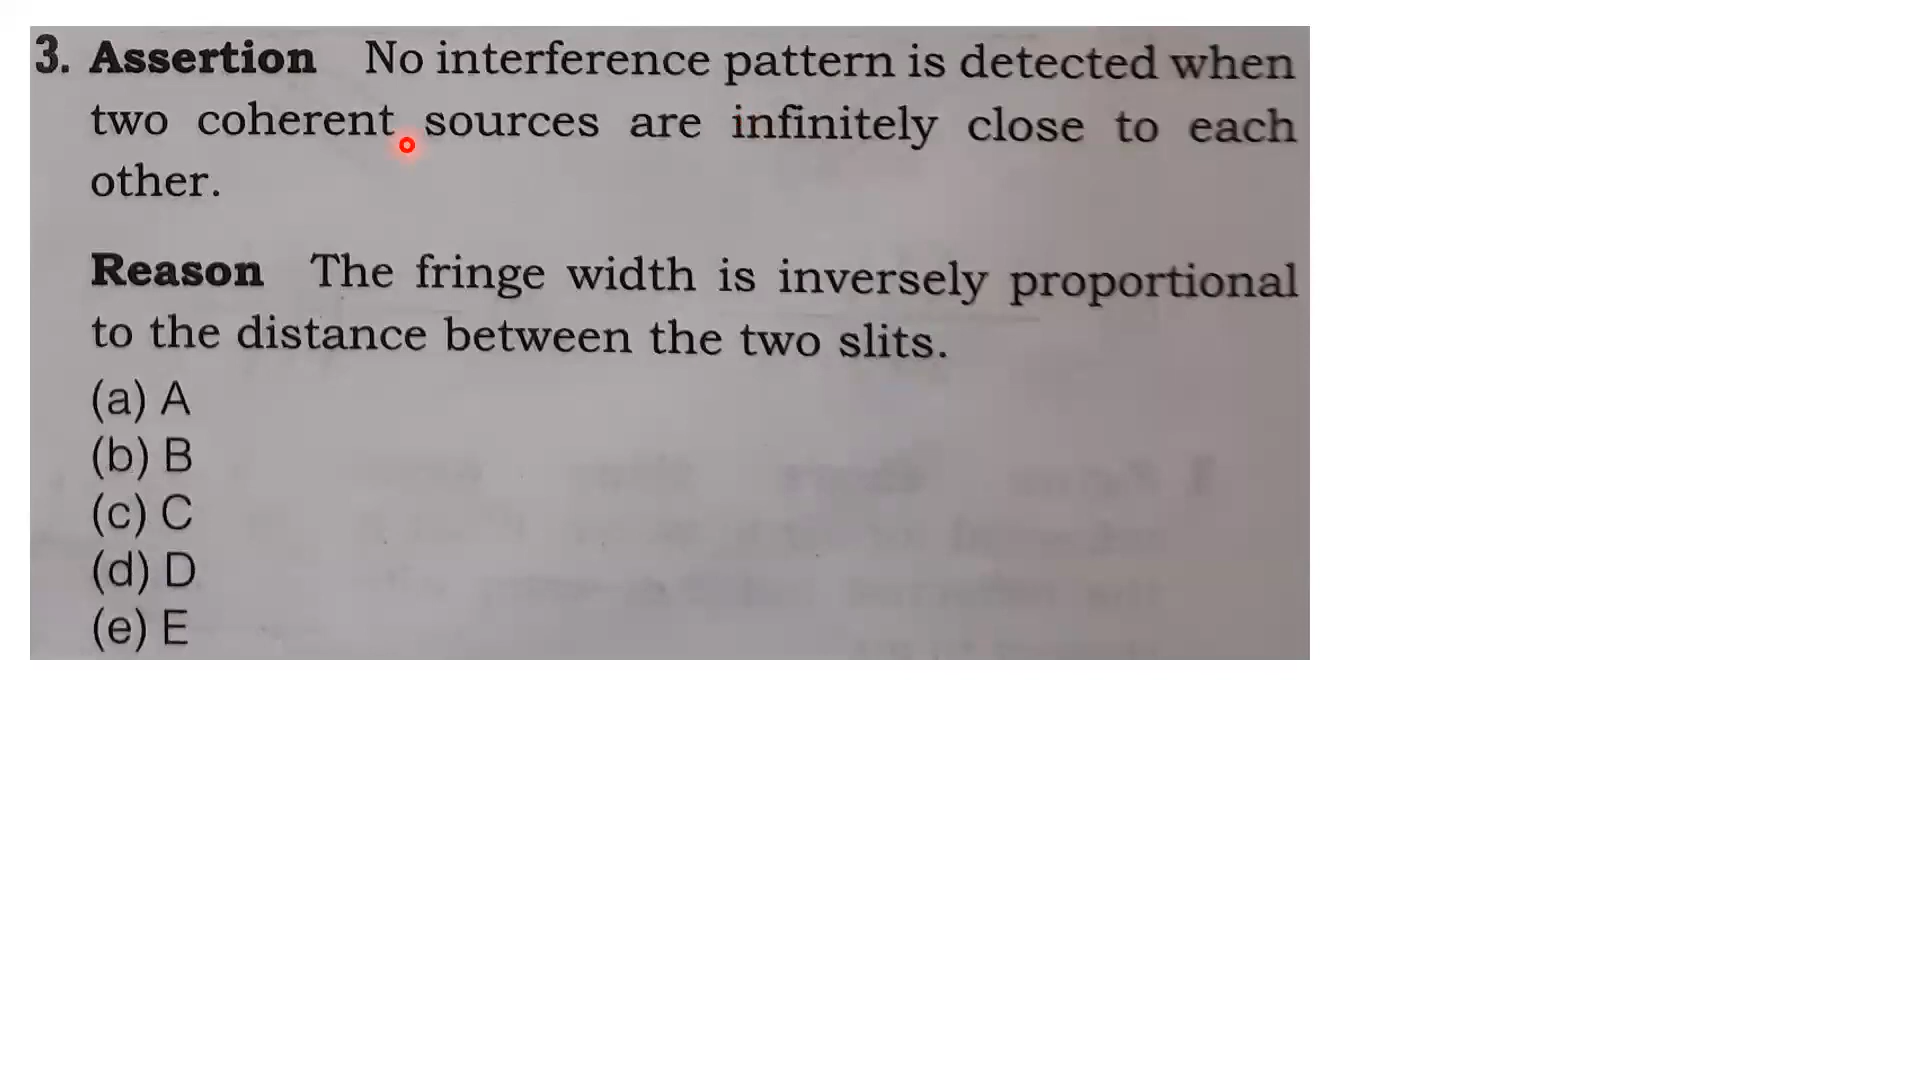 3. Assertion No interference pattern is detected when
two coherent sources are infinitely close to each
other.
Reason The fringe width is inversely proportional
to the distance between the two slits.
(a) A
(b) B
(c) C
(d) D
(e) E